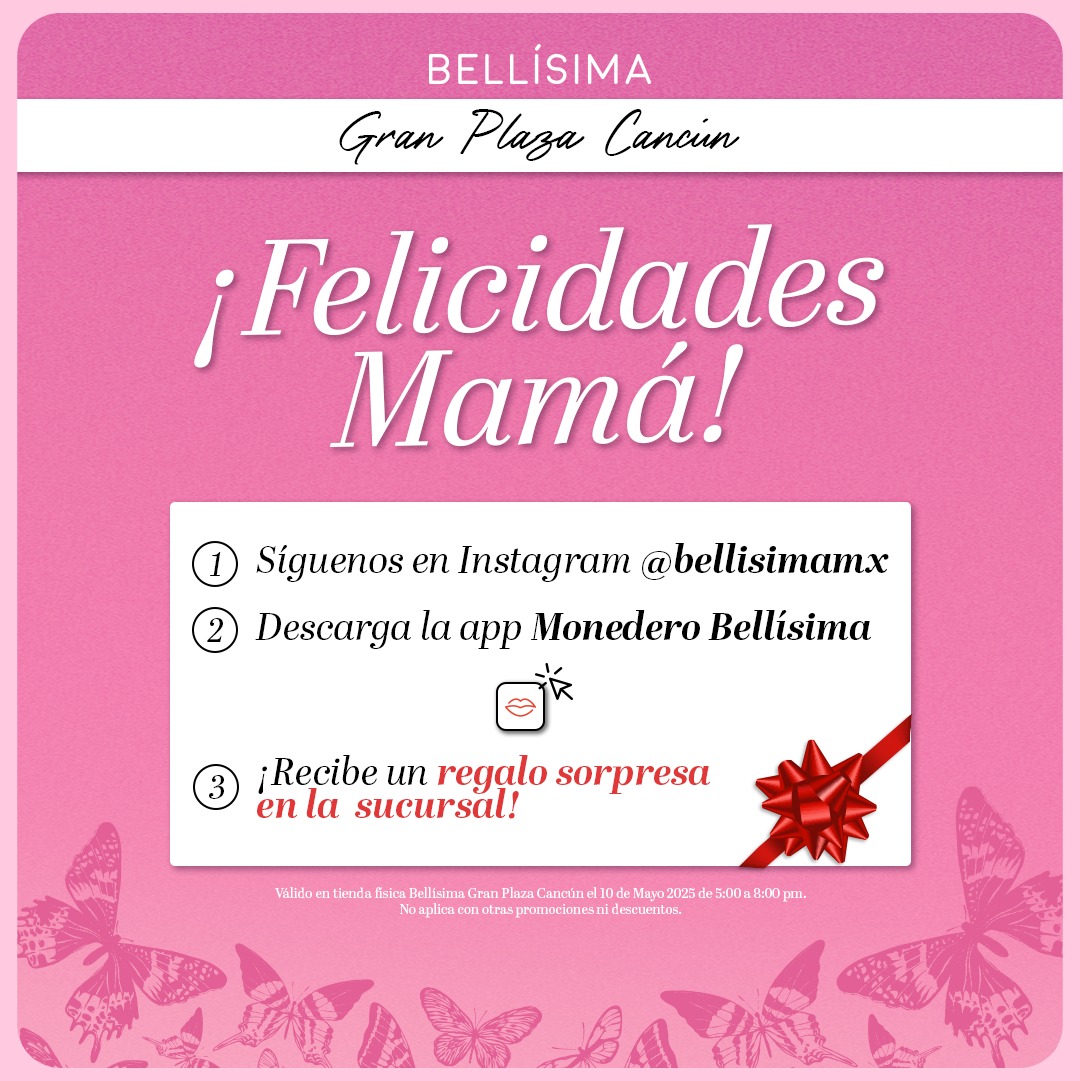 BELLÍSIMA
Gran Plaza Cancún
¡Felicidades
Mamá!
1 Síguenos en Instagram @bellisimamx
2 Descarga la app Monedero Bellísima
3 ¡Recibe un regalo sorpresa
en la sucursal!
Válido en tienda física Bellísima Gran Plaza Cancún el 10 de Mayo 2025 de 5:00 a 8:00 pm.
No aplica con otras promociones ni descuentos.